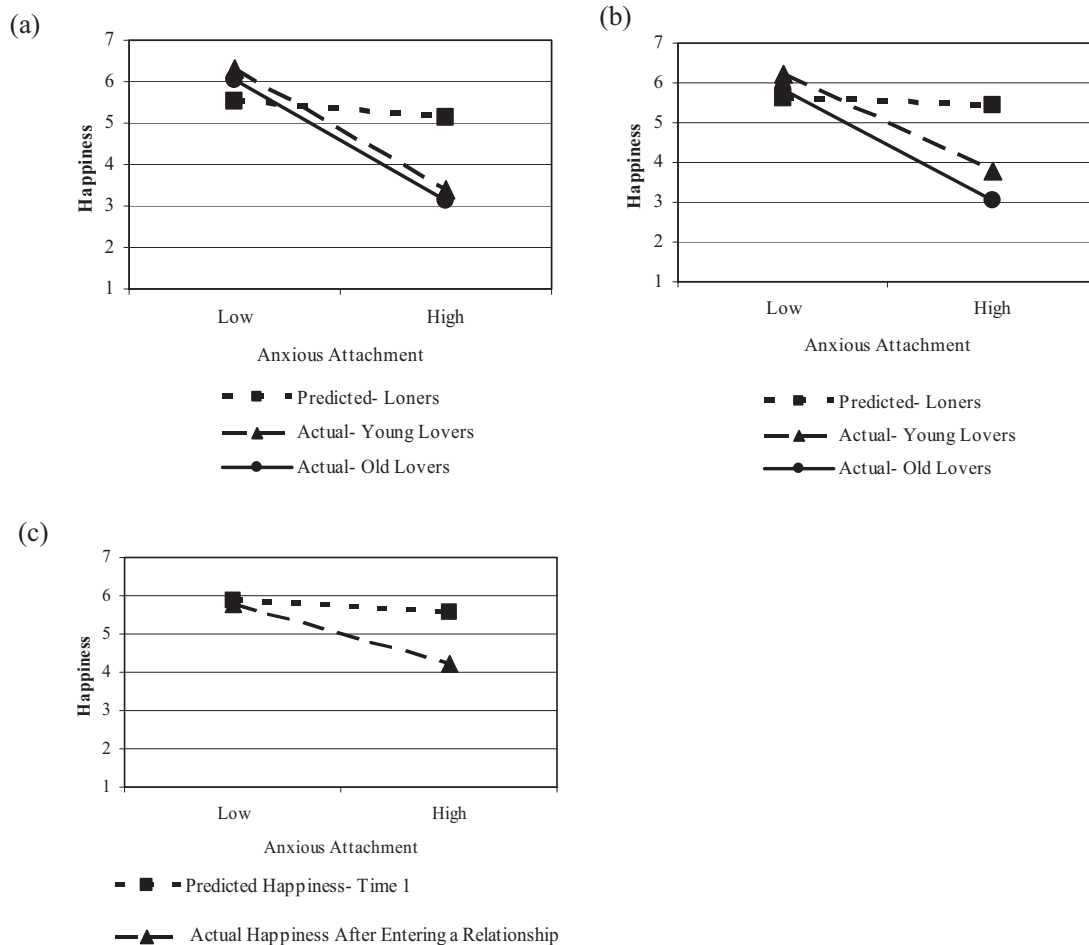 (a)
7
6
5
4
3
2
1
Happiness
Low High
Anxious Attachment
Predicted- Loners
Actual- Young Lovers
Actual- Old Lovers
(b)
7
6
5
4
3
2
1
Happiness
Low High
Anxious Attachment
Predicted- Loners
Actual- Young Lovers
Actual- Old Lovers
(c)
7
6
5
4
3
2
1
Happiness
Low High
Anxious Attachment
Predicted Happiness- Time 1
Actual Happiness After Entering a Relationship